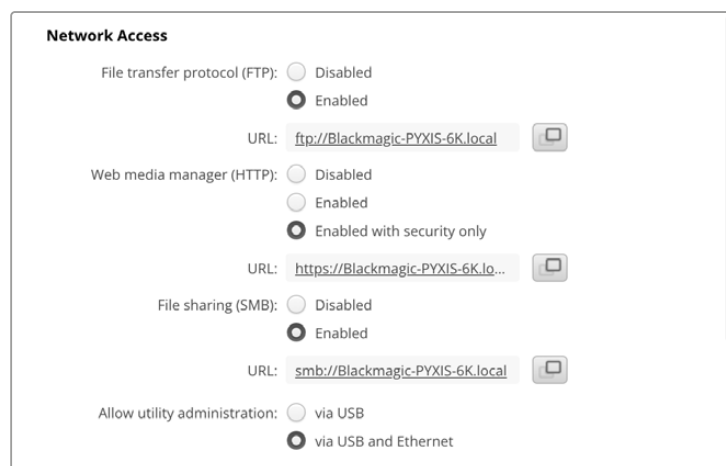 Network Access
File transfer protocol (FTP): Disabled
Enabled
URL: ftp://Blackmagic-PYXIS-6K.local
Web media manager (HTTP): Disabled
Enabled
Enabled with security only
URL: https://Blackmagic-PYXIS-6K.lo...
File sharing (SMB): Disabled
Enabled
URL: smb://Blackmagic-PYXIS-6K.local
Allow utility administration: via USB
via USB and Ethernet